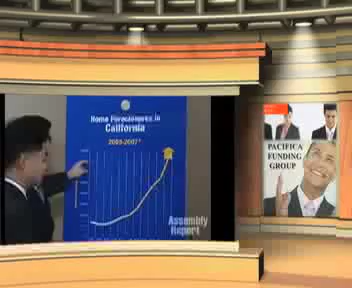 Home Foreclosures in
California
2005-2007*
Assembly
Report
PACIFICA
FUNDING
GROUP